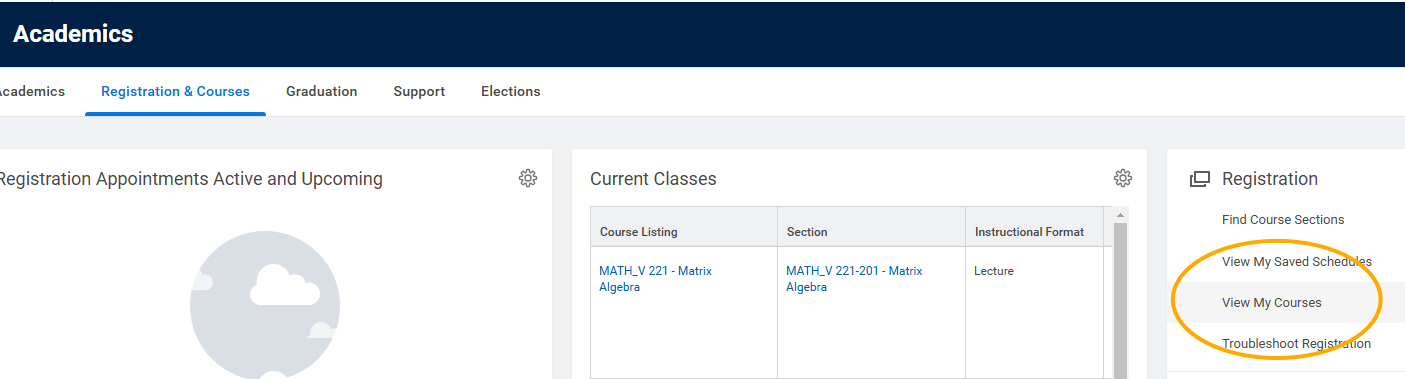 Academics
Academics
Registration & Courses
Graduation
Support
Elections
Registration Appointments Active and Upcoming
Current Classes
Course Listing
Section
Instructional Format
MATH_V 221 - Matrix
Algebra
MATH_V 221-201 - Matrix
Algebra
Lecture
Registration
Find Course Sections
View My Saved Schedules
View My Courses
Troubleshoot Registration